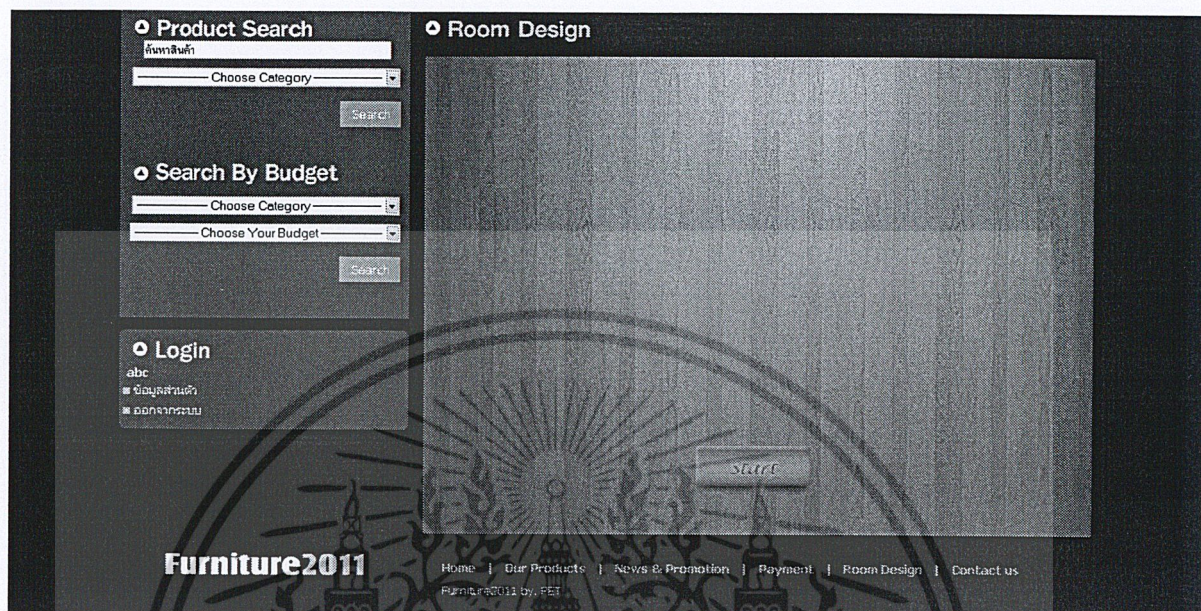 Product Search
ค้นหาสินค้า
Choose Category
Search
Search By Budget
Choose Category
Choose Your Budget
Search
Login
abc
ข้อมูลส่วนตัว
ออกจากระบบ
Room Design
Start
Furniture2011
Home | Our Products | News & Promotion | Payment | Room Design | Contact us
Furniture2011 by. PET